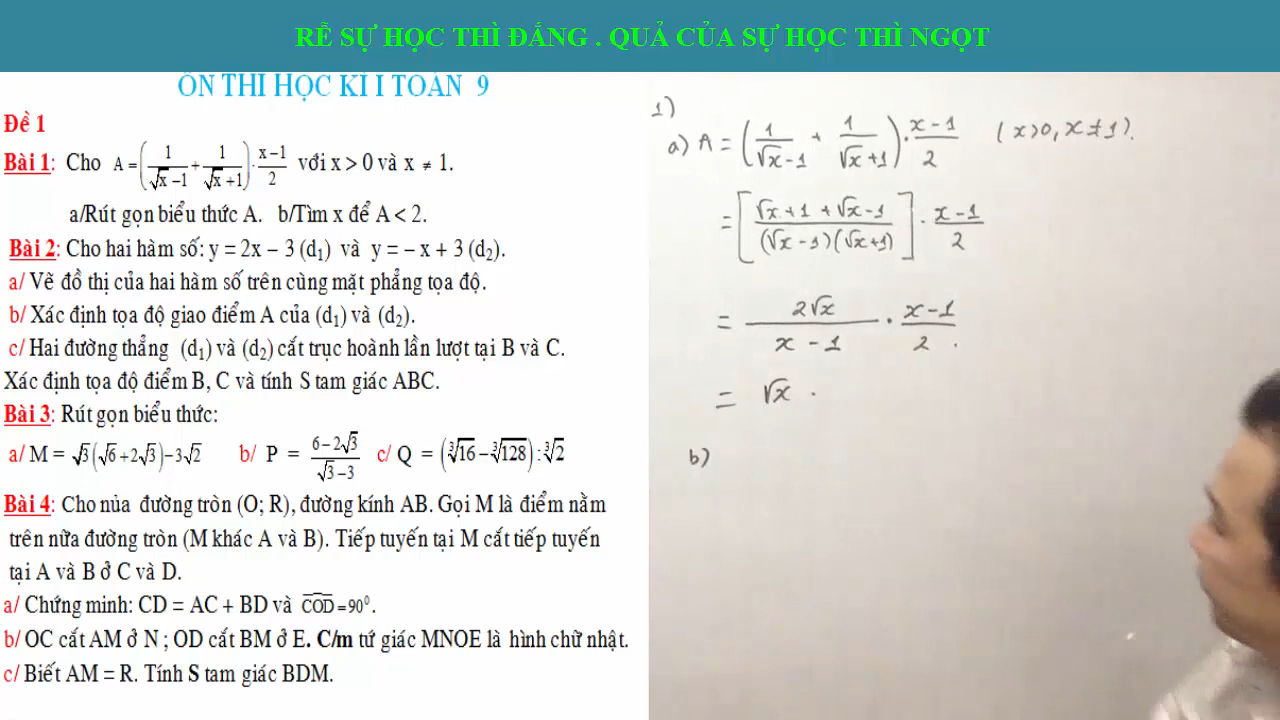 RỄ SỰ HỌC THÌ ĐẮNG . QUẢ CỦA SỰ HỌC THÌ NGỌT
ÔN THI HỌC KÌ I TOÁN 9
Đề 1
Bài 1: Cho A = (1/(√x −1) + 1/(√x +1)) . (x−1)/2 với x > 0 và x ≠ 1.
a/Rút gọn biểu thức A. b/Tìm x để A < 2.
Bài 2: Cho hai hàm số: y = 2x − 3 (d₁) và y = − x + 3 (d₂).
a/ Vẽ đồ thị của hai hàm số trên cùng mặt phẳng tọa độ.
b/ Xác định tọa độ giao điểm A của (d₁) và (d₂).
c/ Hai đường thẳng (d₁) và (d₂) cắt trục hoành lần lượt tại B và C.
Xác định tọa độ điểm B, C và tính S tam giác ABC.
Bài 3: Rút gọn biểu thức:
a/ M = √3(√6 +2√3)−3√2 b/ P = (6−2√3)/(√3−3) c/ Q = (∛16 −∛128):∛2
Bài 4: Cho nủa đường tròn (O; R), đường kính AB. Gọi M là điểm nằm
trên nữa đường tròn (M khác A và B). Tiếp tuyến tại M cắt tiếp tuyến
tại A và B ở C và D.
a/ Chứng minh: CD = AC + BD và COD = 90⁰.
b/ OC cắt AM ở N ; OD cắt BM ở E. C/m tứ giác MNOE là hình chữ nhật.
c/ Biết AM = R. Tính S tam giác BDM.
1)
a) A = (1/(√x −1) + 1/(√x +1)) . (x−1)/2 (x>0, x≠1).
= [(√x +1 +√x −1)/((√x −1)(√x+1))] . (x−1)/2
= 2√x/(x −1) . (x−1)/2 .
= √x .
b)